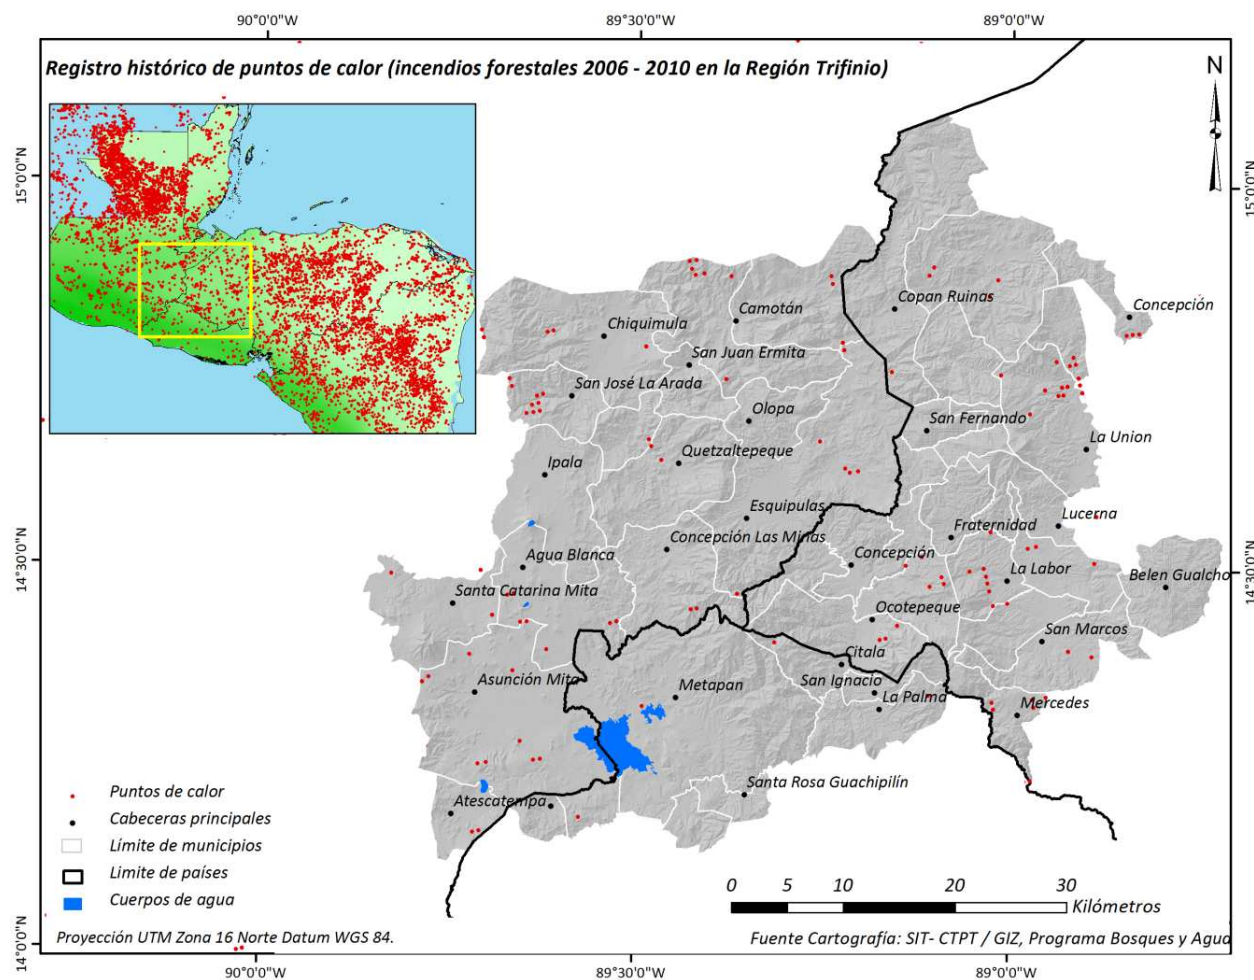 90°0'0"W 89°30'0"W 89°0'0"W
Registro histórico de puntos de calor (incendios forestales 2006 - 2010 en la Región Trifinio)
N
15°0'0"N 15°0'0"N
Copan Ruinas
Concepción
Camotán
Chiquimula
San Juan Ermita
San José La Arada
Olopa
San Fernando
La Union
Quetzaltepeque
Ipala
Esquipulas
Lucerna
Fraternidad
Concepción Las Minas
Agua Blanca
Concepción
La Labor
Belen Gualcho
14°30'0"N 14°30'0"N
Santa Catarina Mita
Ocotepeque
San Marcos
Citala
Asunción Mita
Metapan
San Ignacio
La Palma
Mercedes
Santa Rosa Guachipilín
Atescatempa
Puntos de calor
Cabeceras principales
Límite de municipios
Limite de países
Cuerpos de agua
0 5 10 20 30
Kilómetros
Proyección UTM Zona 16 Norte Datum WGS 84.
Fuente Cartografía: SIT- CTPT / GIZ, Programa Bosques y Agua
14°0'0"N 14°0'0"N
90°0'0"W 89°30'0"W 89°0'0"W